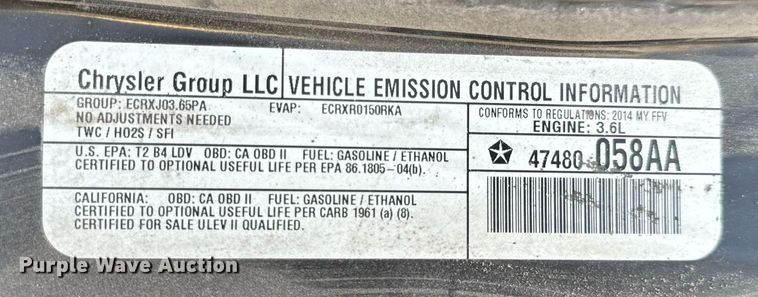 Chrysler Group LLC VEHICLE EMISSION CONTROL INFORMATION
GROUP: ECRXJ03.65PA EVAP: ECRXR0150RKA
NO ADJUSTMENTS NEEDED
TWC / HO2S / SFI
CONFORMS TO REGULATIONS: 2014 MY FFV
ENGINE: 3.6L
U.S. EPA: T2 B4 LDV OBD: CA OBD II FUEL: GASOLINE / ETHANOL
CERTIFIED TO OPTIONAL USEFUL LIFE PER EPA 86.1805-04(b).
47480 058AA
CALIFORNIA: OBD: CA OBD II FUEL: GASOLINE / ETHANOL
CERTIFIED TO OPTIONAL USEFUL LIFE PER CARB 1961 (a) (8).
CERTIFIED FOR SALE ULEV II QUALIFIED.
Purple Wave Auction